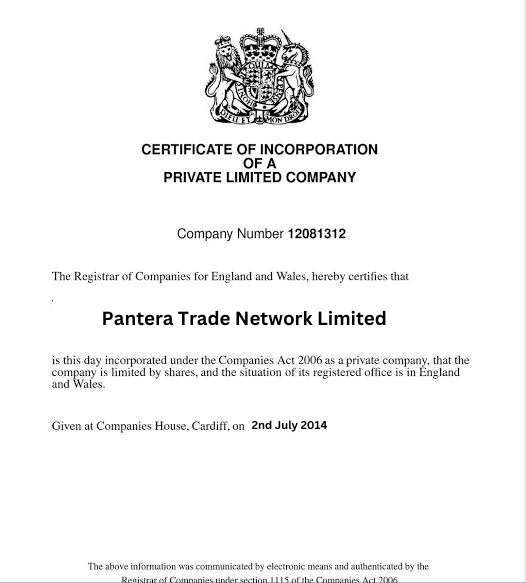 DIEU ET MON DROIT
CERTIFICATE OF INCORPORATION
OF A
PRIVATE LIMITED COMPANY
Company Number 12081312
The Registrar of Companies for England and Wales, hereby certifies that
Pantera Trade Network Limited
is this day incorporated under the Companies Act 2006 as a private company, that the
company is limited by shares, and the situation of its registered office is in England
and Wales.
Given at Companies House, Cardiff, on 2nd July 2014
The above information was communicated by electronic means and authenticated by the
Registrar of Companies under section 1115 of the Companies Act 2006